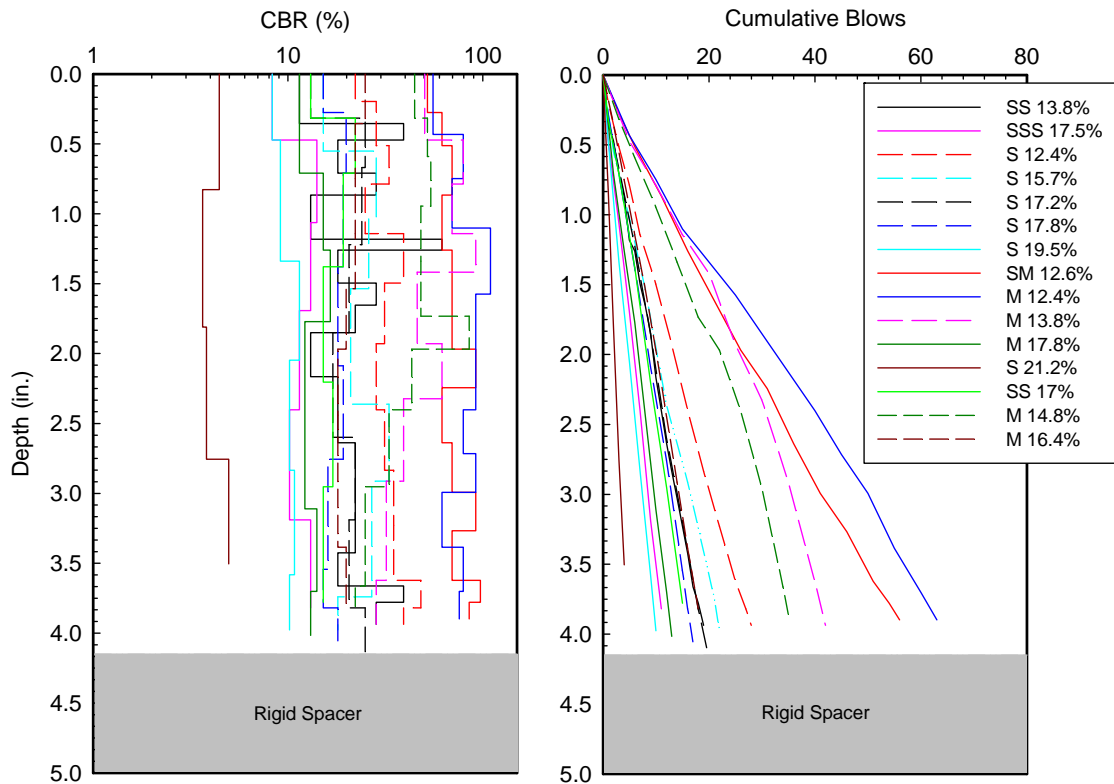 CBR (%)
1 10 100
Depth (in.)
0.0
0.5
1.0
1.5
2.0
2.5
3.0
3.5
4.0
4.5
5.0
Rigid Spacer
Cumulative Blows
0 20 40 60 80
0.0
0.5
1.0
1.5
2.0
2.5
3.0
3.5
4.0
4.5
5.0
Rigid Spacer
SS 13.8%
SSS 17.5%
S 12.4%
S 15.7%
S 17.2%
S 17.8%
S 19.5%
SM 12.6%
M 12.4%
M 13.8%
M 17.8%
S 21.2%
SS 17%
M 14.8%
M 16.4%